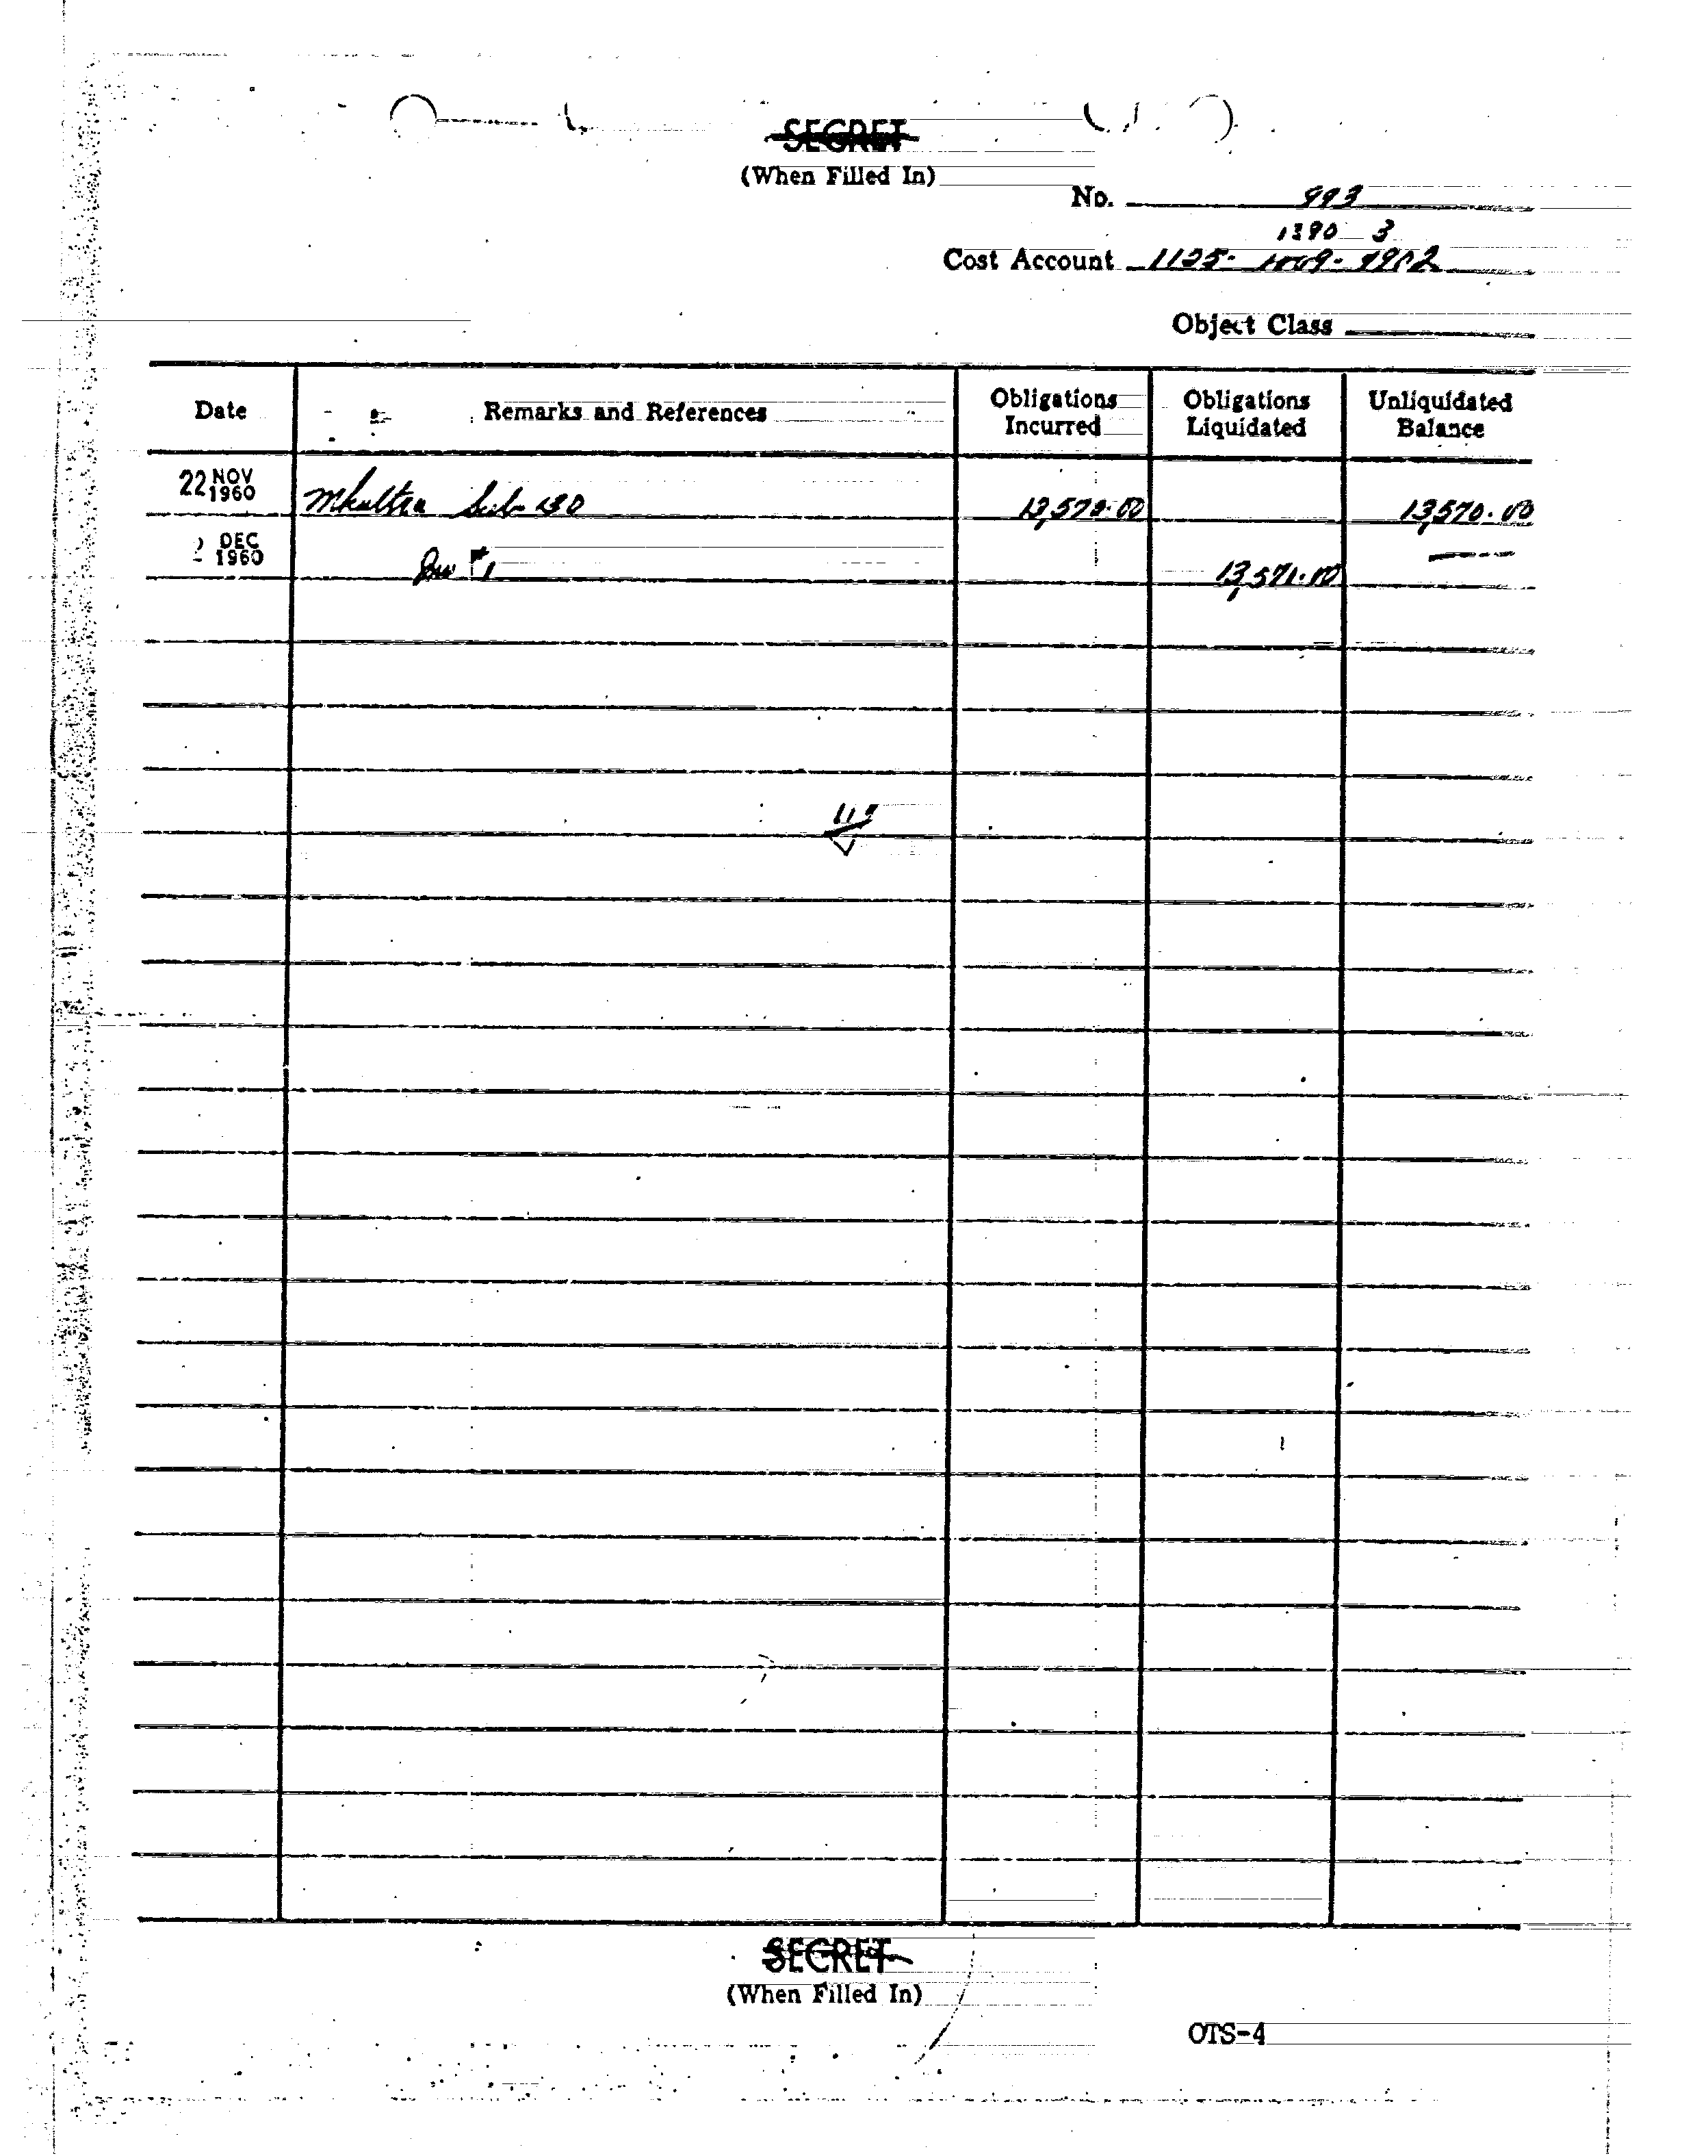 SECRET
(When Filled In)
No. 993
1390 3
Cost Account 1125- 1009- 1902
Object Class
Date Remarks and References Obligations Incurred Obligations Liquidated Unliquidated Balance
22 NOV 1960 Mkultra Sub-130 13,570.00 13,570.00
2 DEC 1960 Inv #1 13,570.00 —
SECRET
(When Filled In)
OTS-4